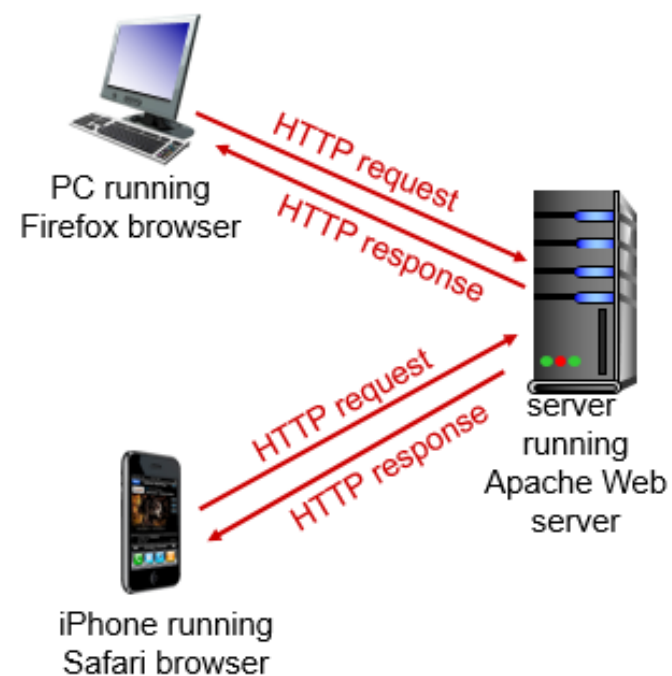 HTTP request
HTTP response
PC running
Firefox browser
HTTP request
HTTP response
server
running
Apache Web
server
iPhone running
Safari browser